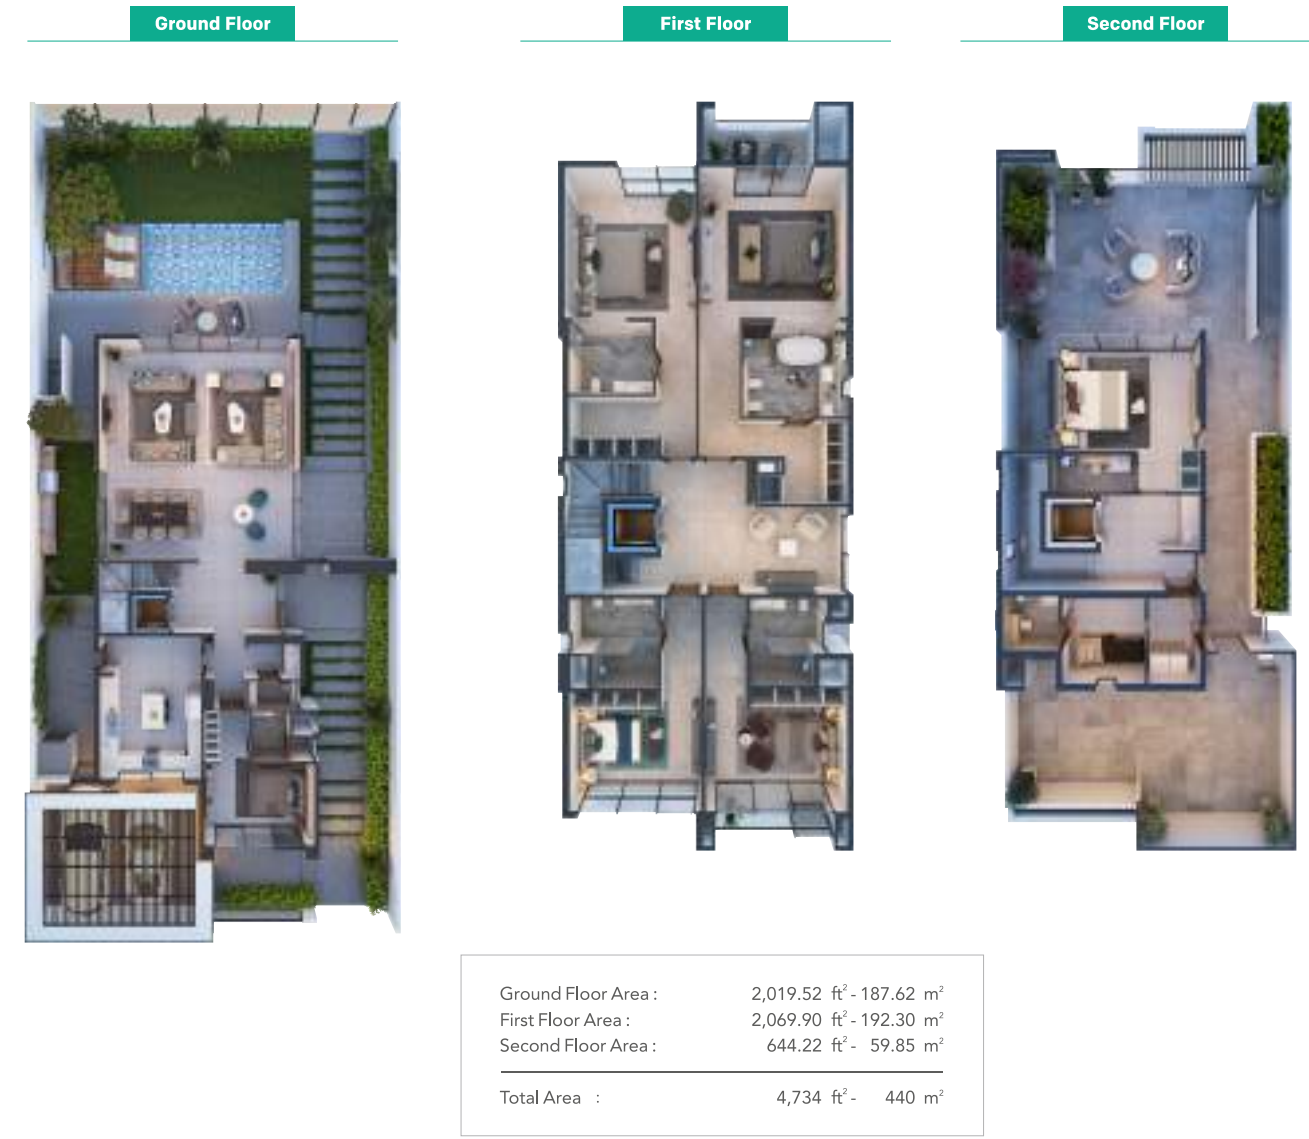 Ground Floor
First Floor
Second Floor
Ground Floor Area : 2,019.52 ft² - 187.62 m²
First Floor Area : 2,069.90 ft² - 192.30 m²
Second Floor Area : 644.22 ft² - 59.85 m²
Total Area : 4,734 ft² - 440 m²